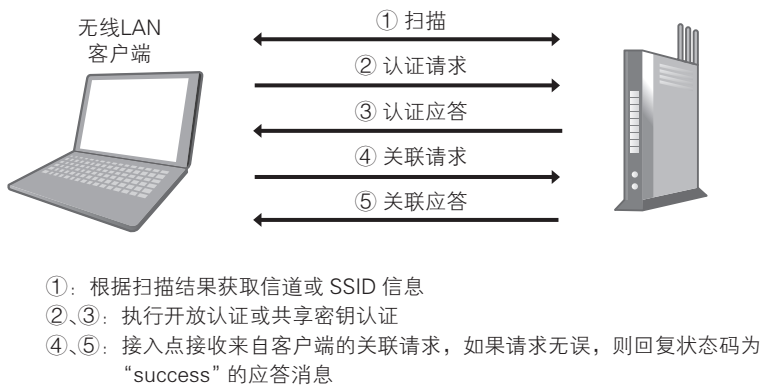 无线LAN
客户端
① 扫描
② 认证请求
③ 认证应答
④ 关联请求
⑤ 关联应答
①：根据扫描结果获取信道或 SSID 信息
②、③：执行开放认证或共享密钥认证
④、⑤：接入点接收来自客户端的关联请求，如果请求无误，则回复状态码为
“success”的应答消息